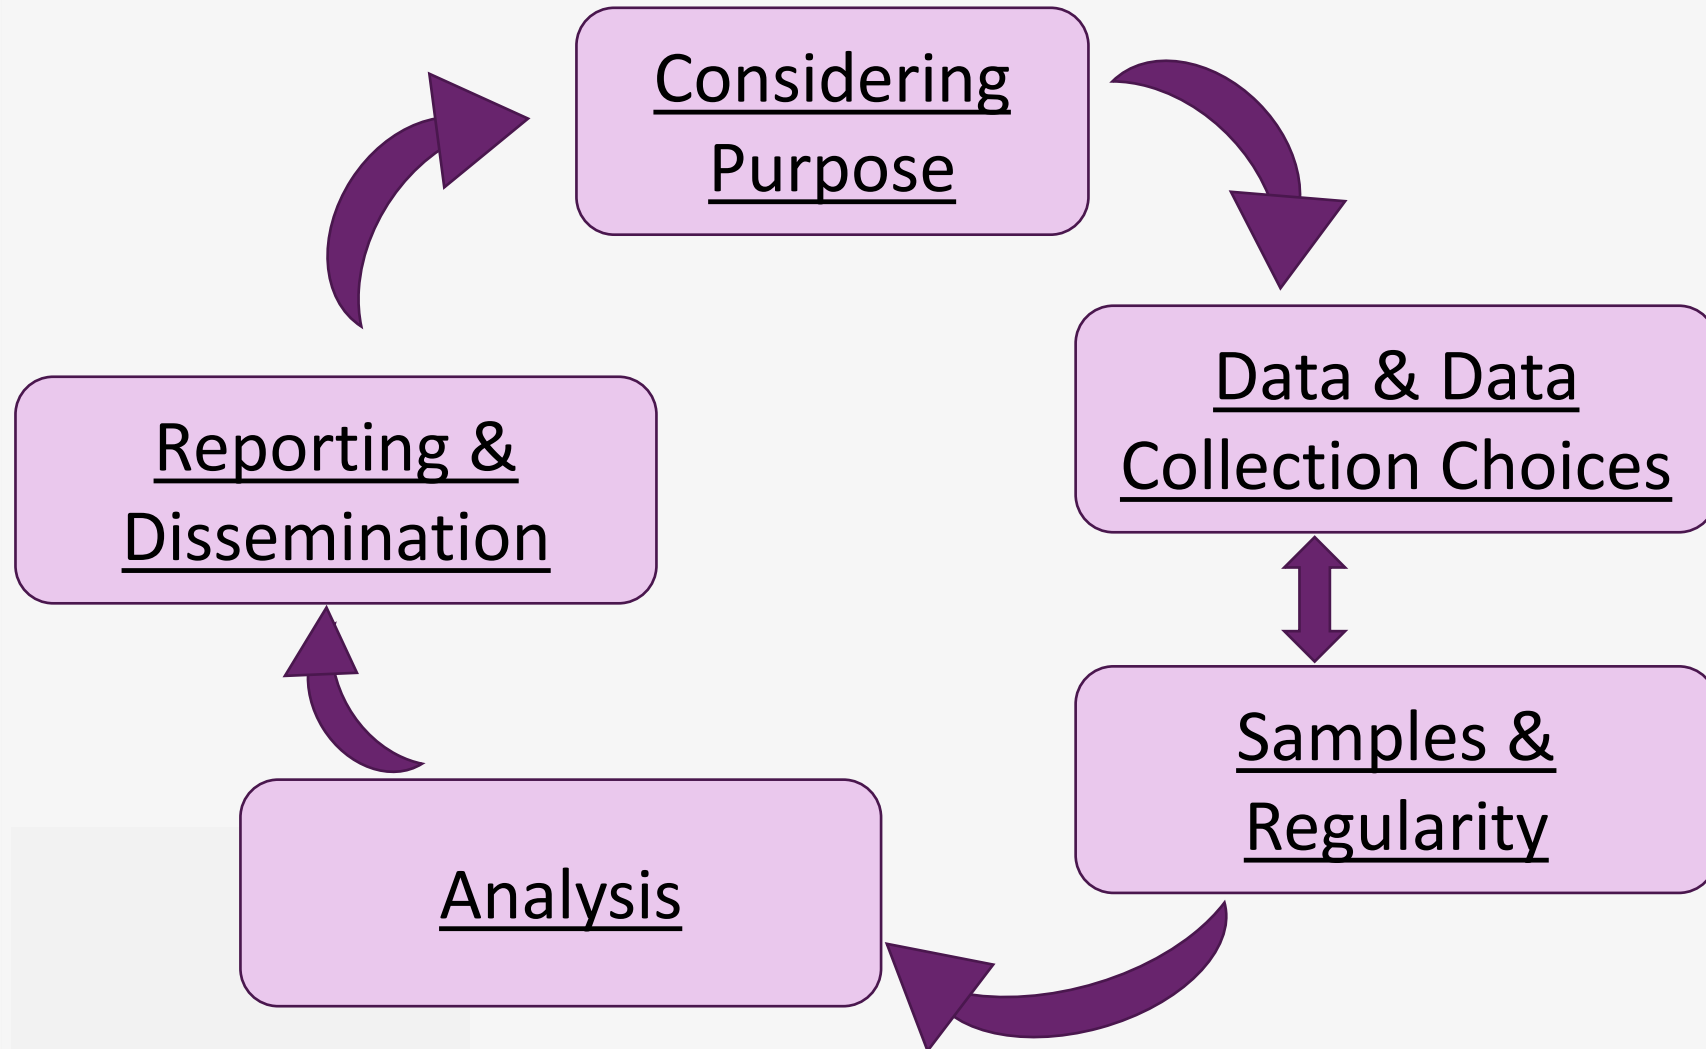 Considering
Purpose
Data & Data
Collection Choices
Samples &
Regularity
Analysis
Reporting &
Dissemination